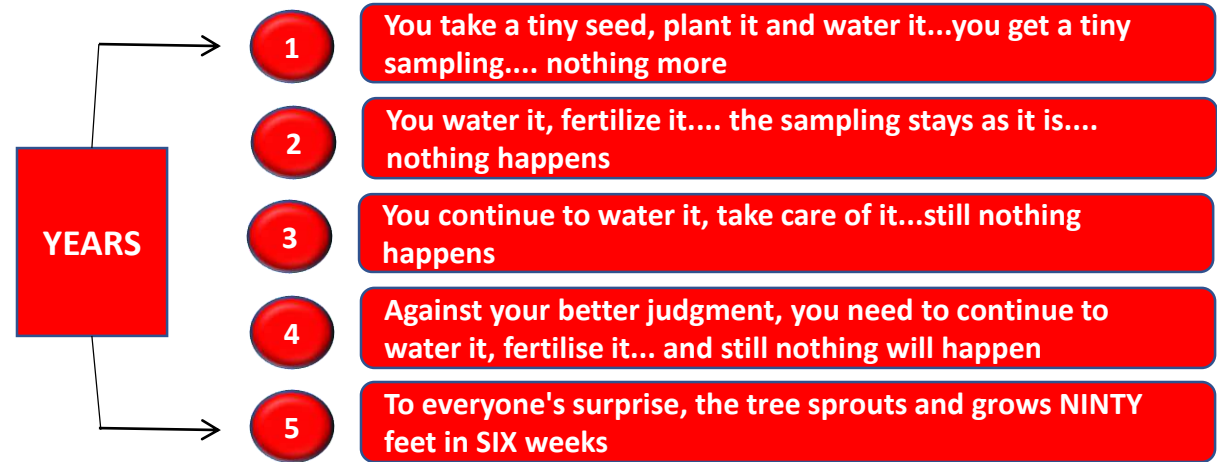 YEARS
1
You take a tiny seed, plant it and water it...you get a tiny
sampling.... nothing more
2
You water it, fertilize it.... the sampling stays as it is....
nothing happens
3
You continue to water it, take care of it...still nothing
happens
4
Against your better judgment, you need to continue to
water it, fertilise it... and still nothing will happen
5
To everyone's surprise, the tree sprouts and grows NINTY
feet in SIX weeks